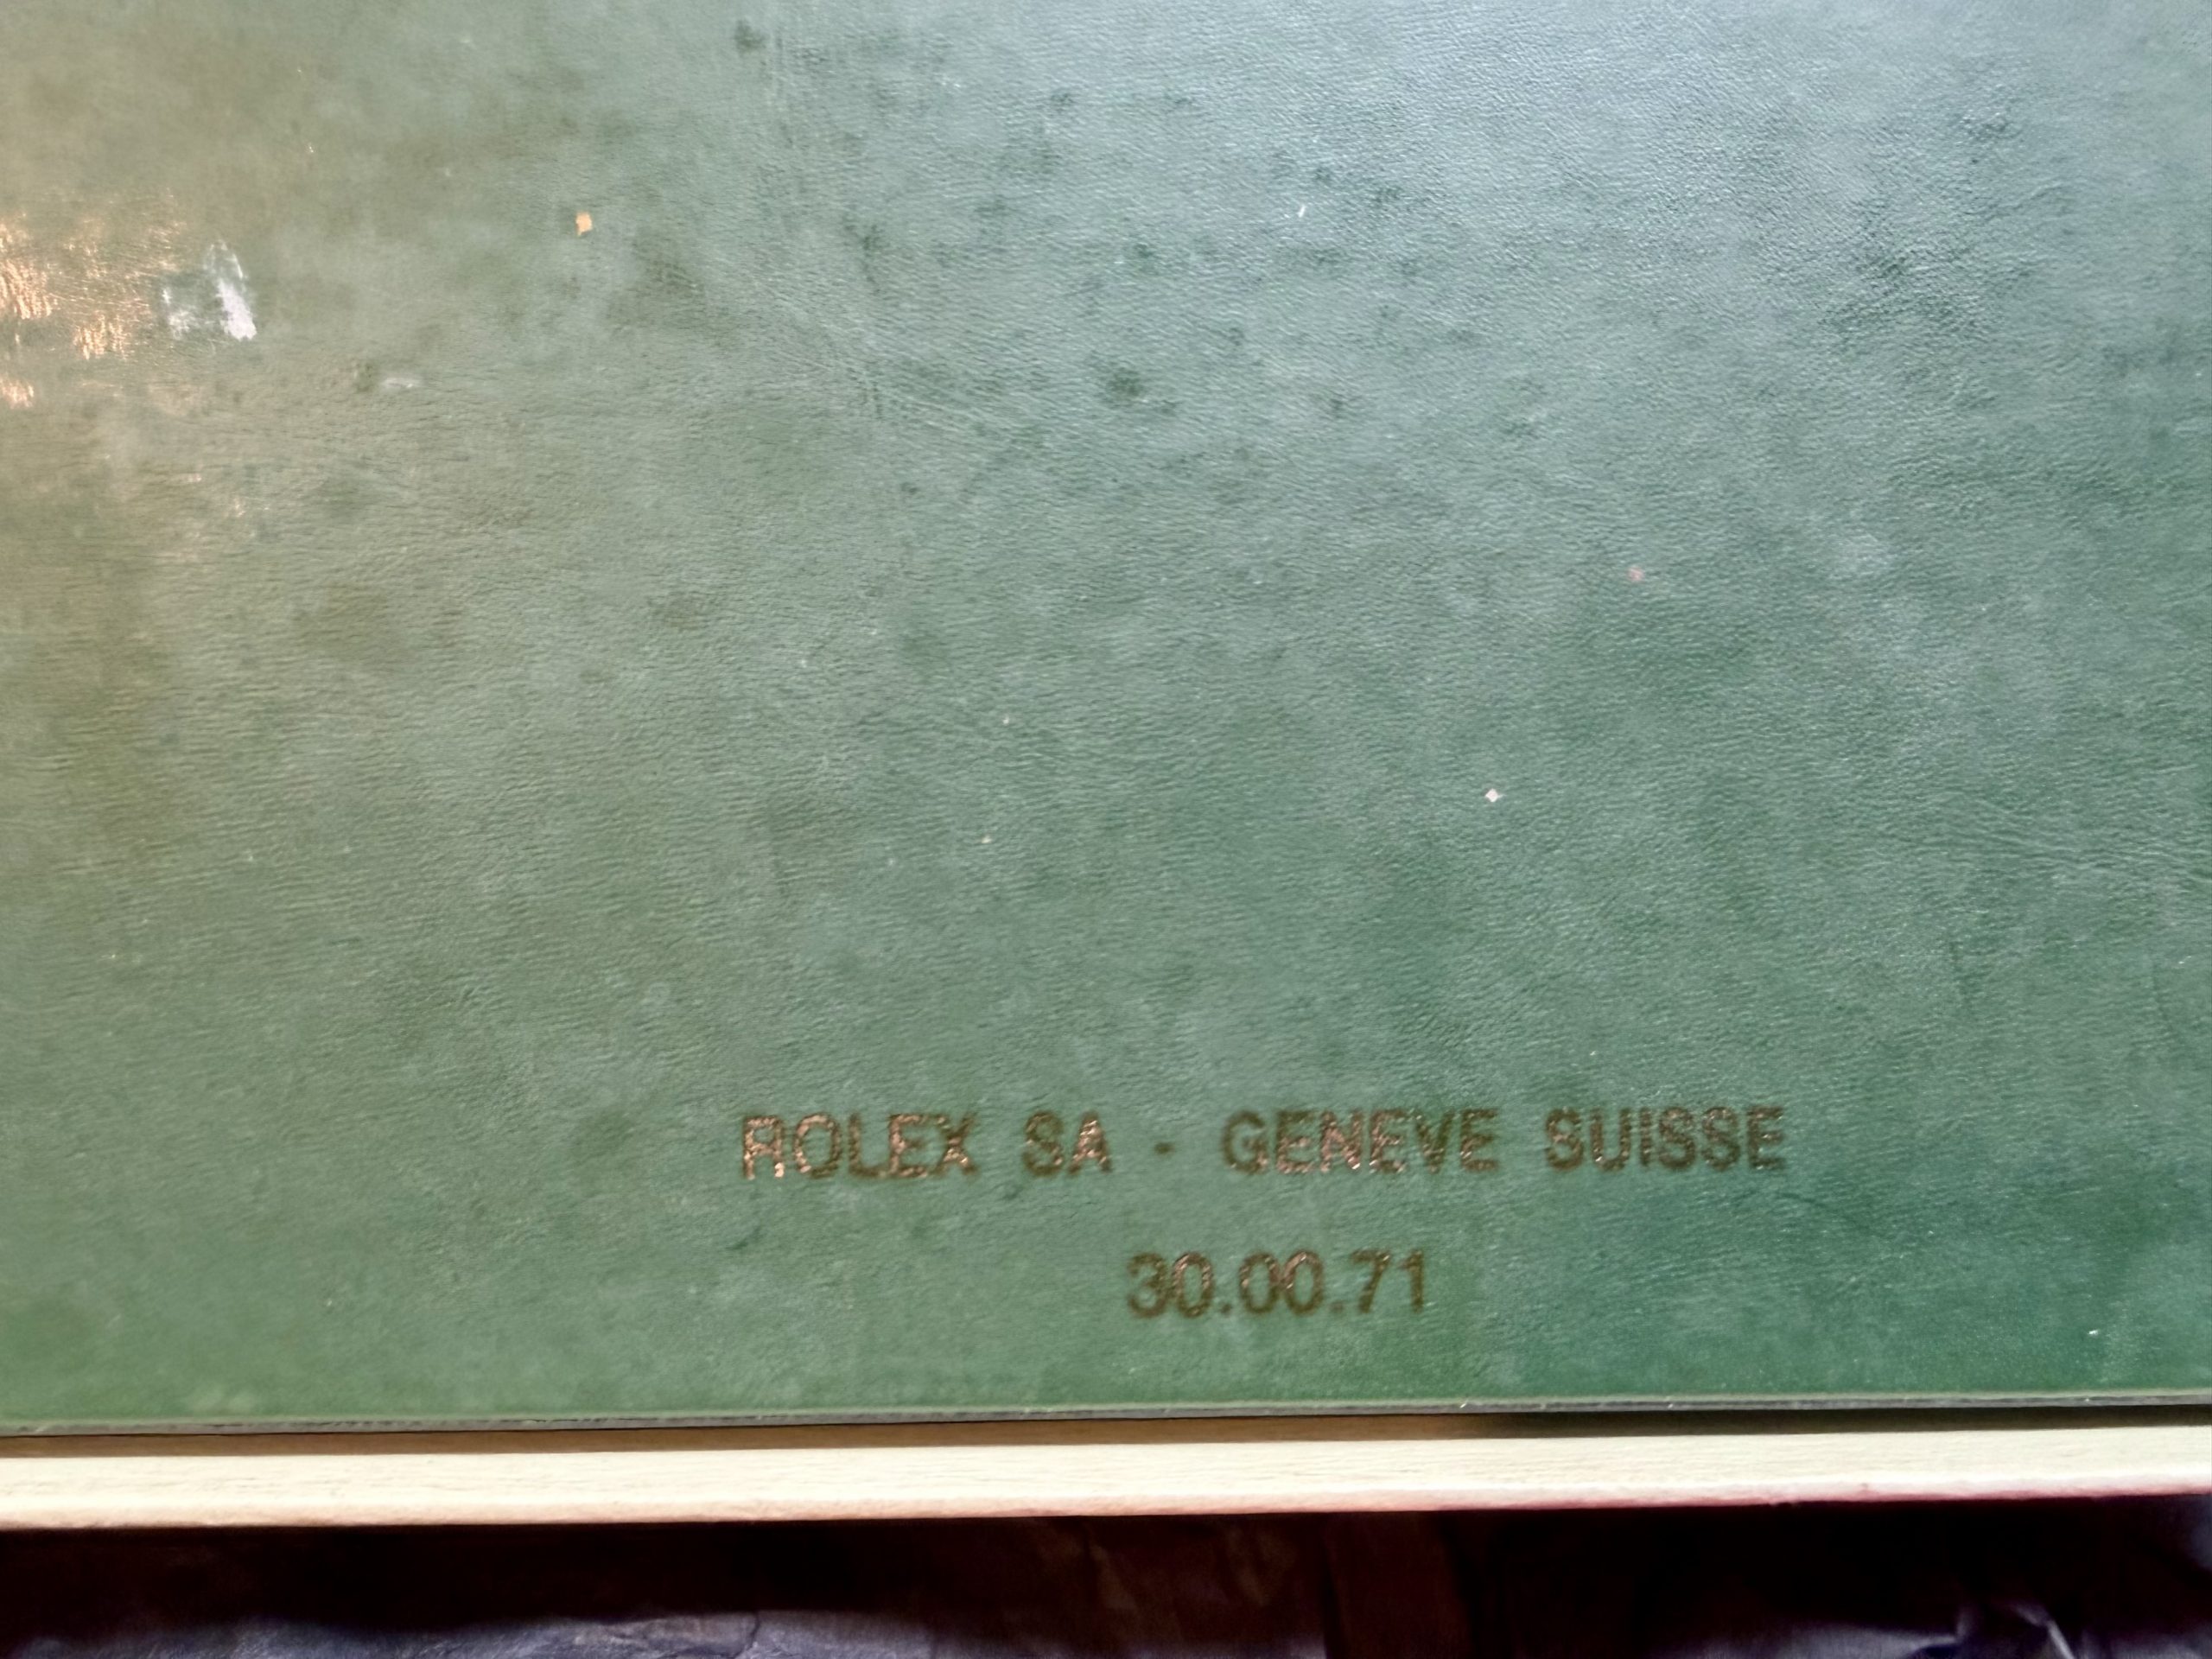 ROLEX SA - GENEVE SUISSE
30.00.71